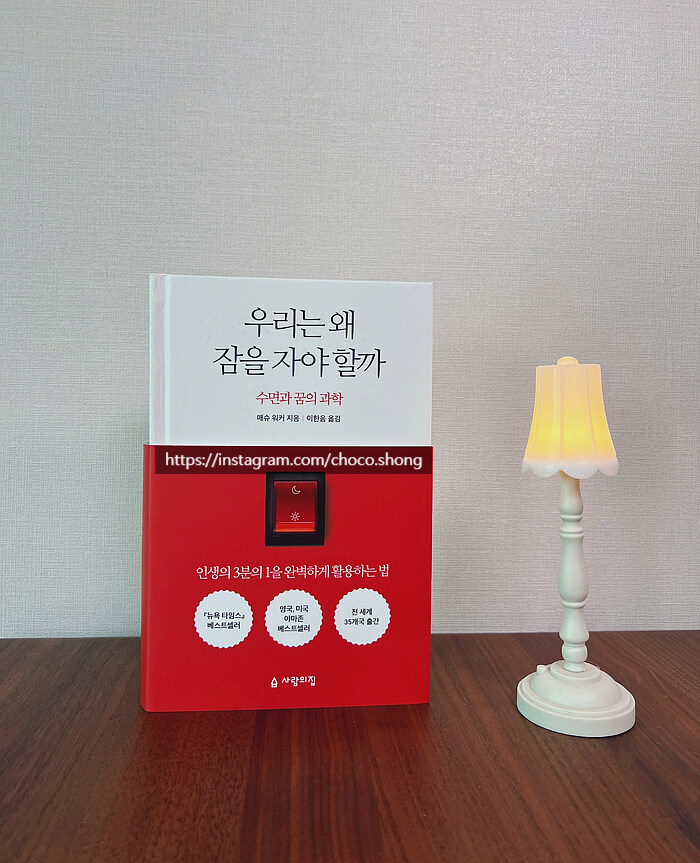 우리는 왜
잠을 자야 할까
수면과 꿈의 과학
매슈 워커 지음 | 이한음 옮김
https://instagram.com/choco.shong
인생의 3분의 1을 완벽하게 활용하는 법
『뉴욕 타임스』
베스트셀러
영국, 미국
아마존
베스트셀러
전 세계
35개국 출간
사람의집